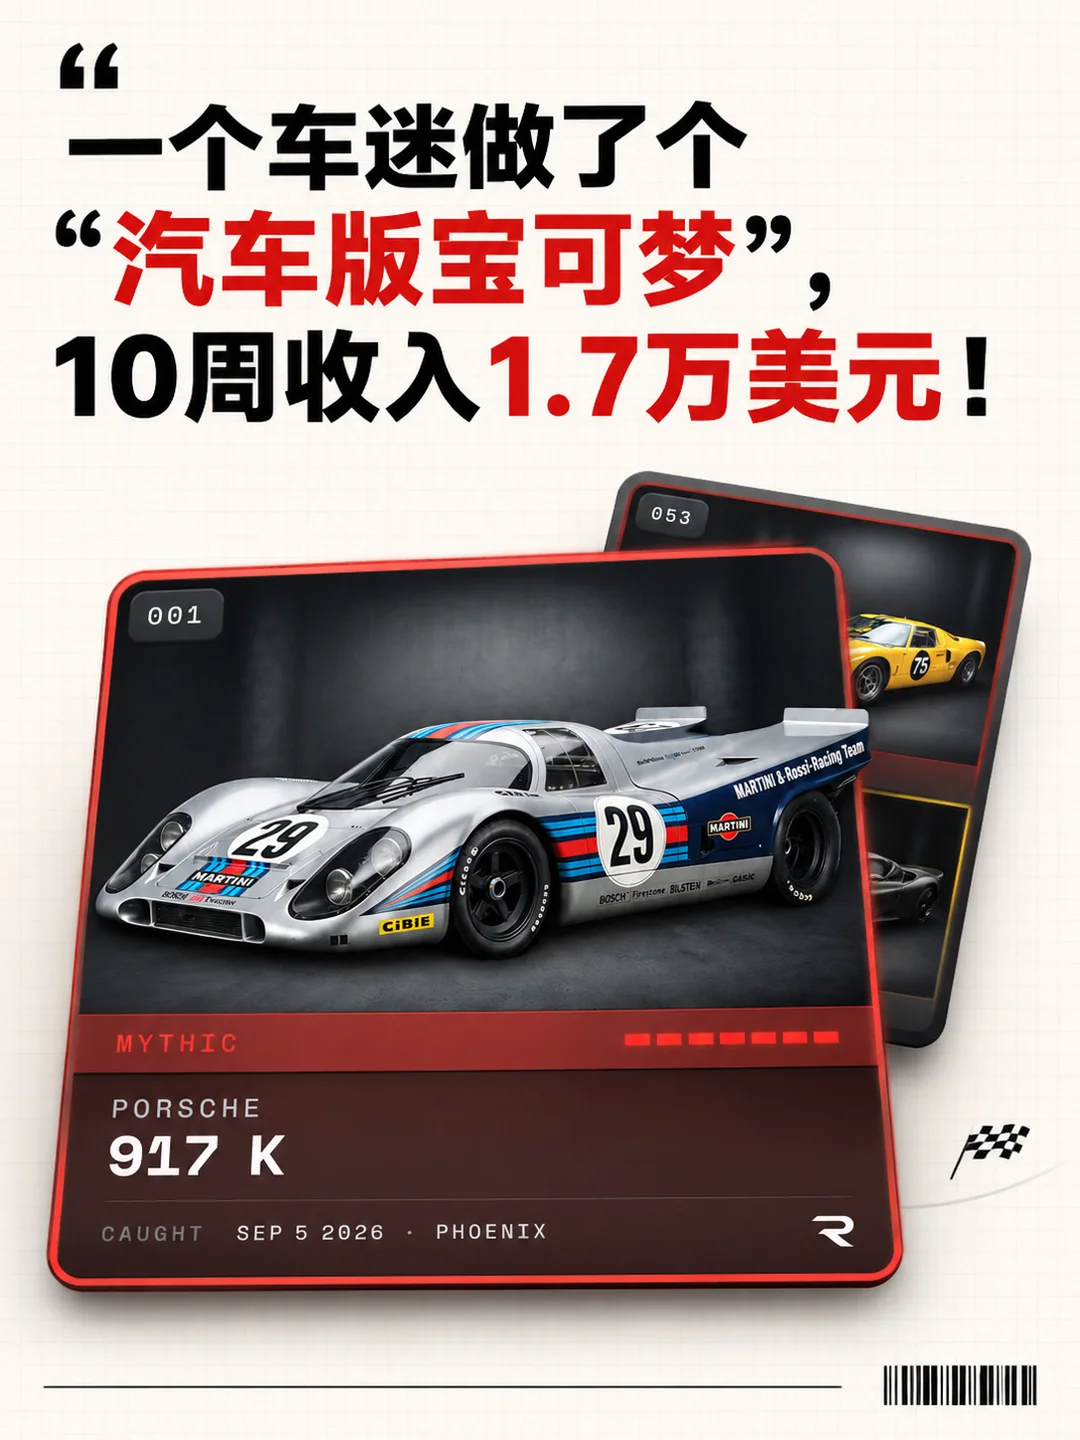 “
一个车迷做了个
“汽车版宝可梦”，
10周收入1.7万美元！
053
75
001
29
MARTINI
BOSCH
CiBiE
29
MARTINI
MARTINI & Rossi-Racing Team
BOSCH Firestone BILSTEIN
MYTHIC
PORSCHE
917 K
CAUGHT SEP 5 2026 · PHOENIX